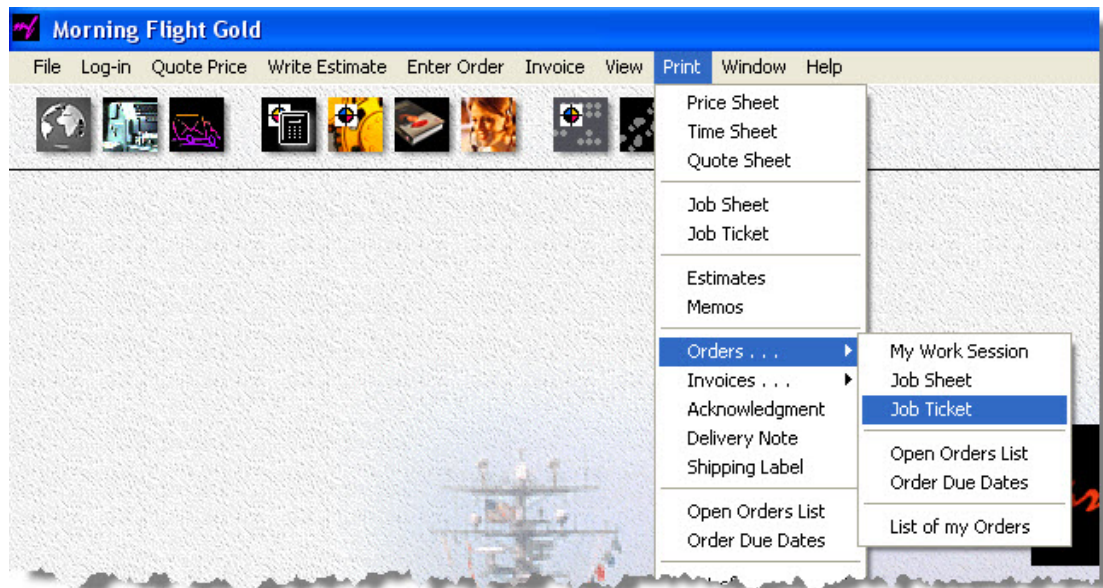 Morning Flight Gold
File Log-in Quote Price Write Estimate Enter Order Invoice View Print Window Help
Price Sheet
Time Sheet
Quote Sheet
Job Sheet
Job Ticket
Estimates
Memos
Orders . . .
Invoices . . .
Acknowledgment
Delivery Note
Shipping Label
Open Orders List
Order Due Dates
My Work Session
Job Sheet
Job Ticket
Open Orders List
Order Due Dates
List of my Orders